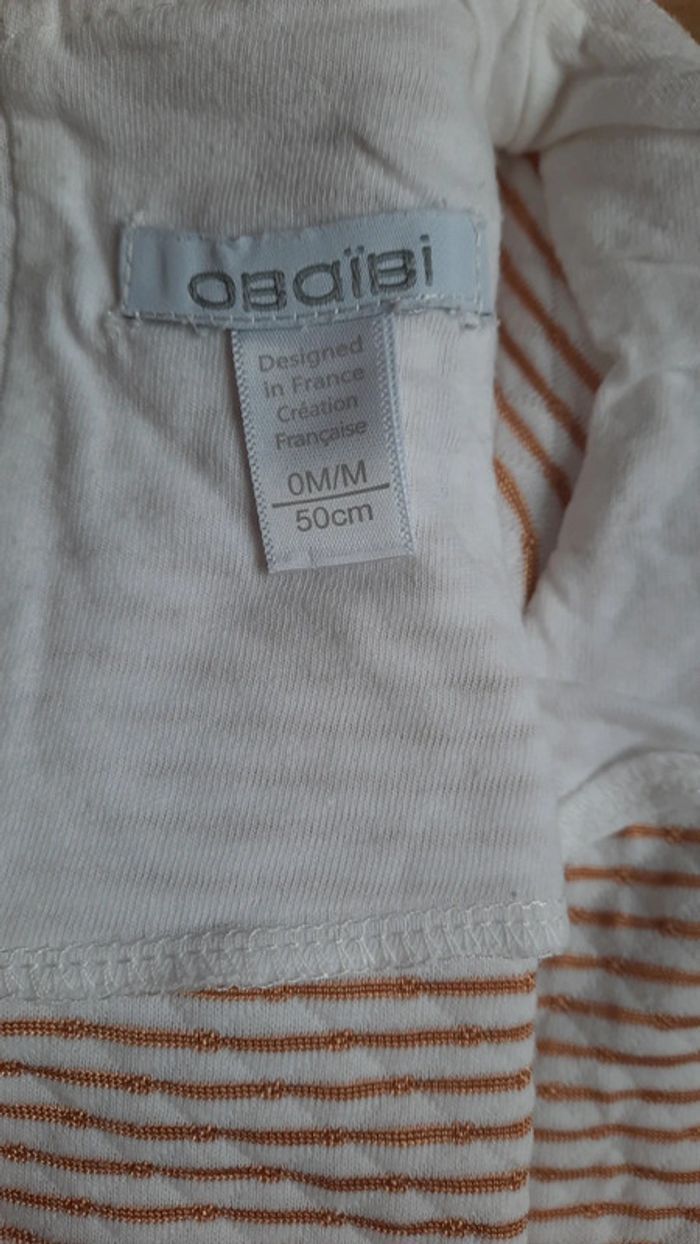 OBaïBi
Designed
in France
Création
Française
0M/M
50cm